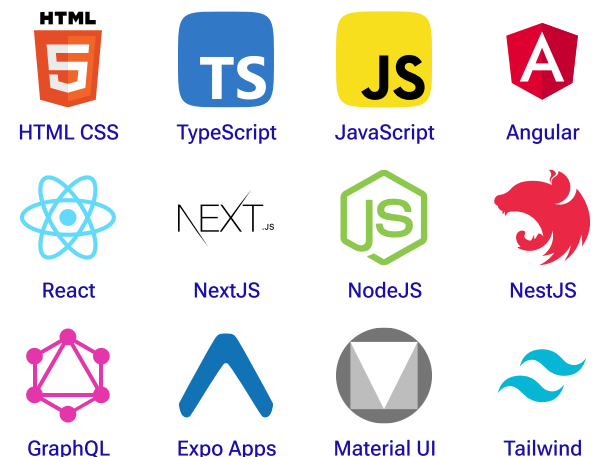 HTML
5
TS
JS
A
HTML CSS
TypeScript
JavaScript
Angular
NEXT.JS
JS
React
NextJS
NodeJS
NestJS
GraphQL
Expo Apps
Material UI
Tailwind